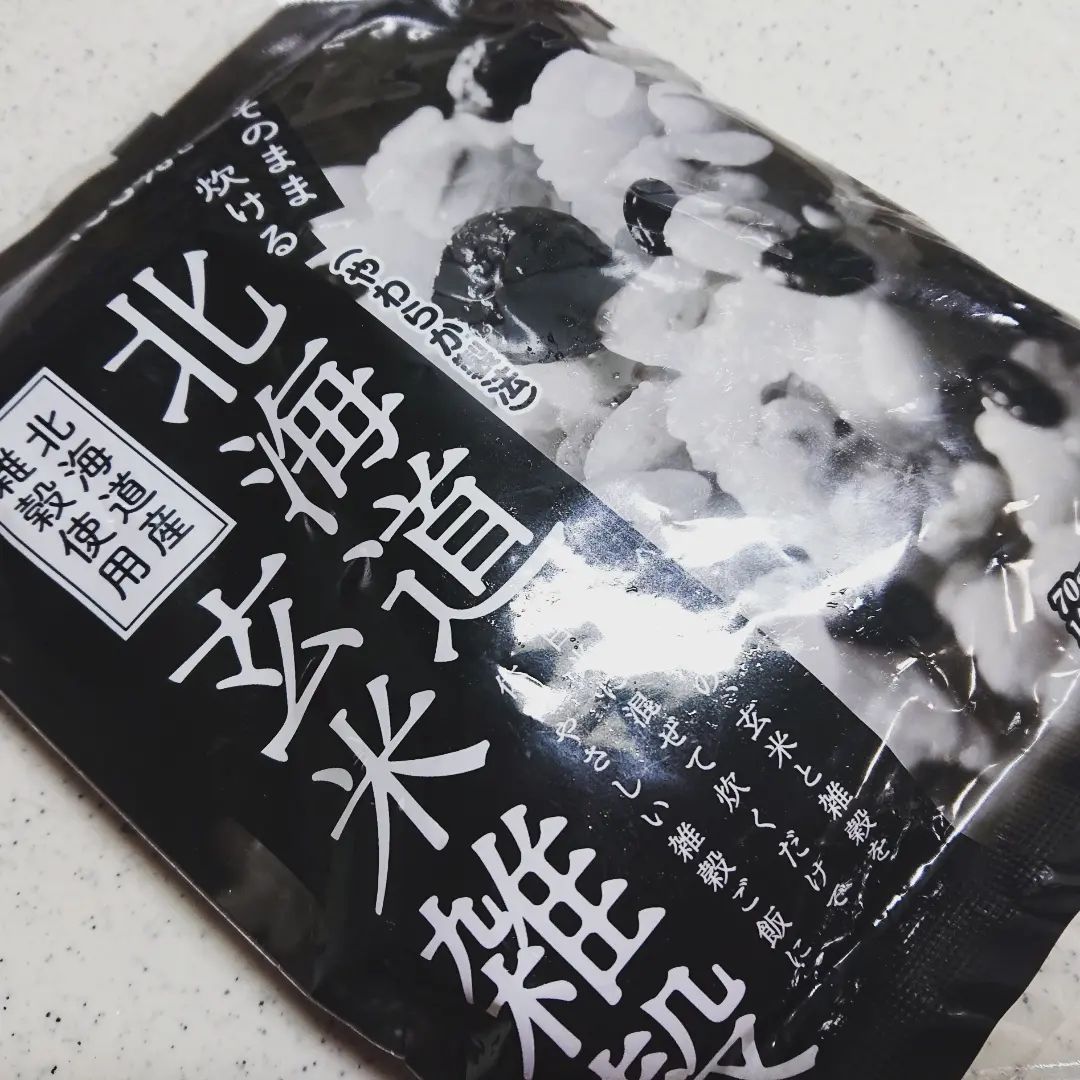 そのまま
炊ける
(やわらか製法)
北海道
玄米
雑穀
北海道産
雑穀使用
玄米と雑穀を
混ぜて炊くだけで
やさしい雑穀ご飯に
70g